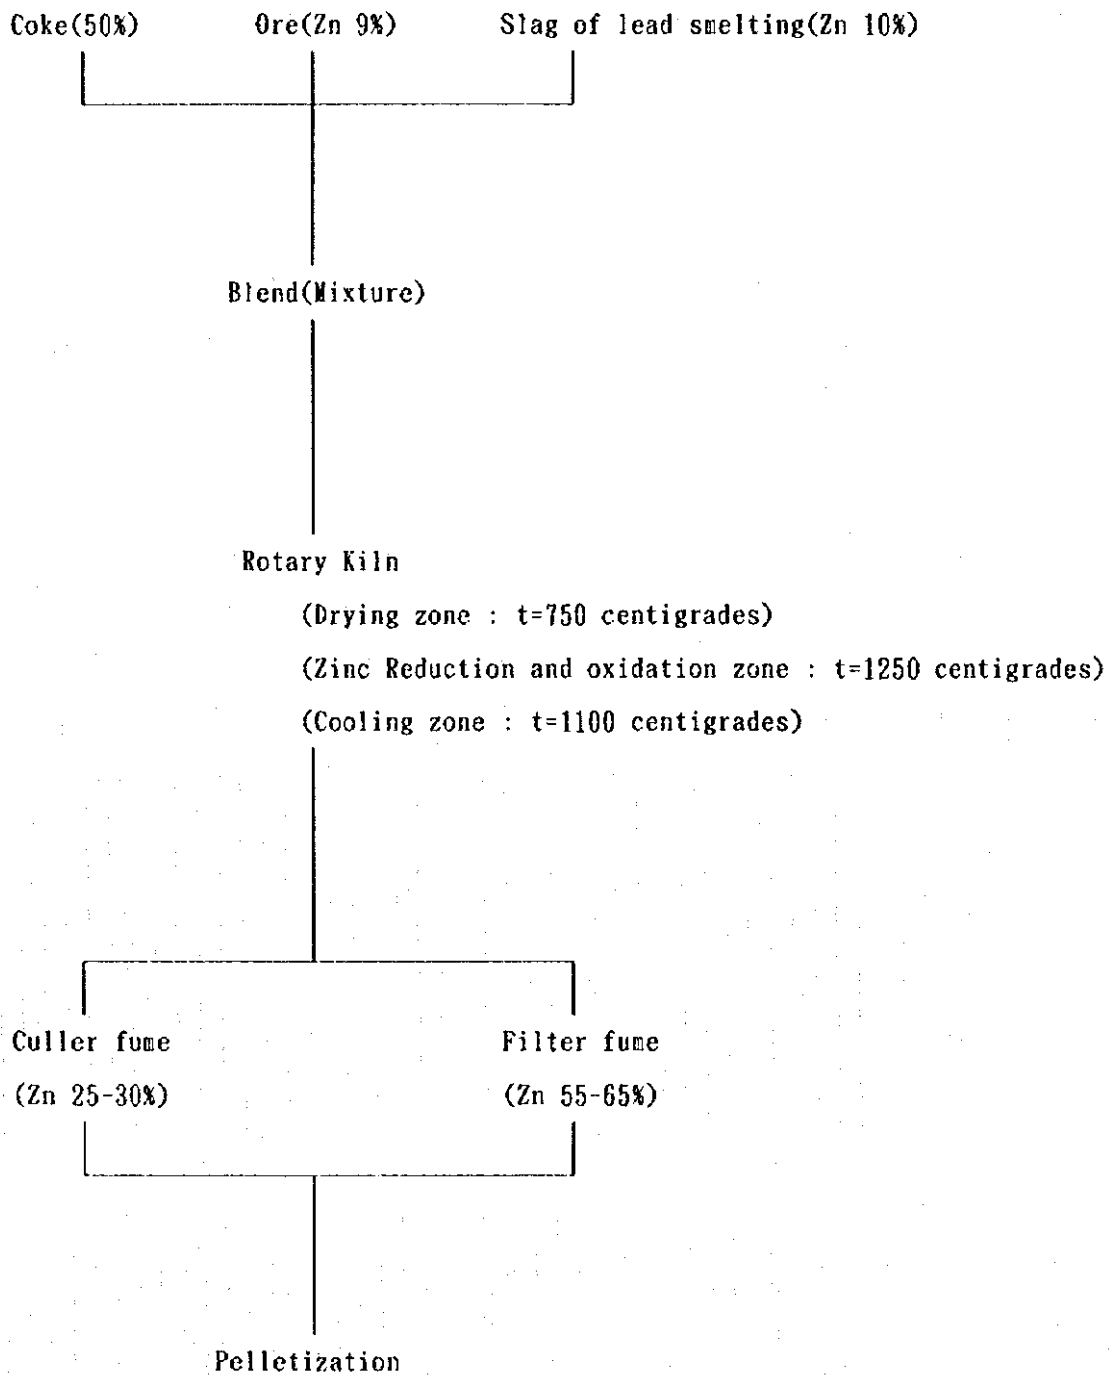 Coke(50%) Ore(Zn 9%) Slag of lead smelting(Zn 10%)
Blend(Mixture)
Rotary Kiln
(Drying zone : t=750 centigrades)
(Zinc Reduction and oxidation zone : t=1250 centigrades)
(Cooling zone : t=1100 centigrades)
Culler fume Filter fume
(Zn 25-30%) (Zn 55-65%)
Pelletization